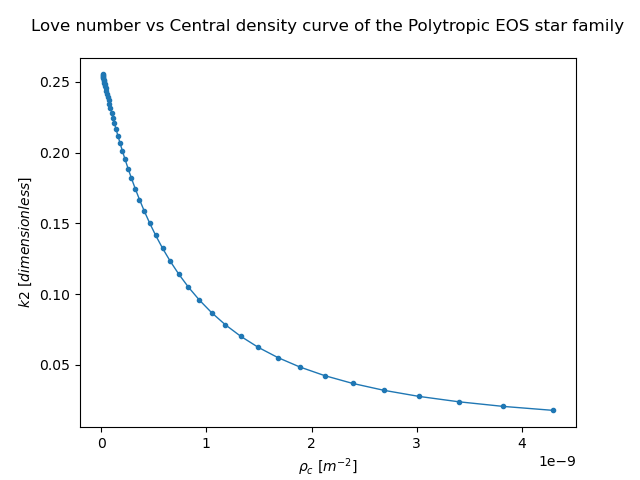 Love number vs Central density curve of the Polytropic EOS star family
0.25
0.20
0.15
0.10
0.05
k2 [dimensionless]
0 1 2 3 4
1e−9
ρc [m−2]